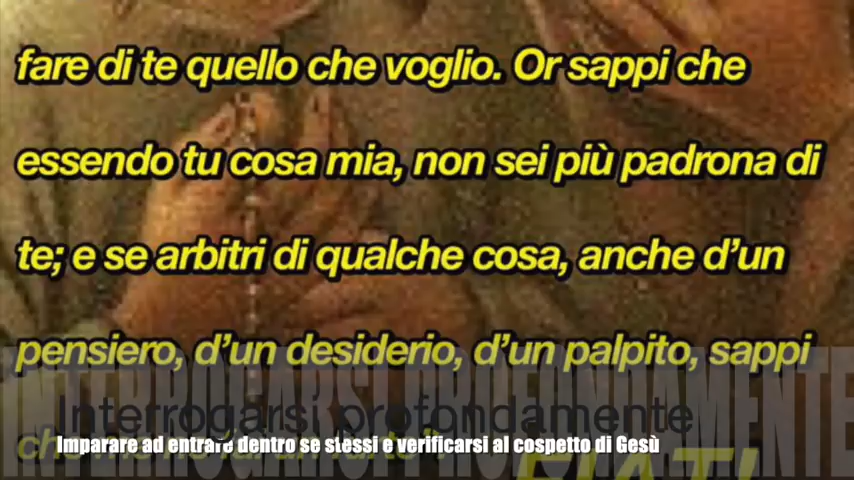 fare di te quello che voglio. Or sappi che
essendo tu cosa mia, non sei più padrona di
te; e se arbitri di qualche cosa, anche d'un
pensiero, d'un desiderio, d'un palpito, sappi
INTERROGARSI PROFONDAMENTE
Interrogarsi profondamente
Imparare ad entrare dentro se stessi e verificarsi al cospetto di Gesù
FIAT!